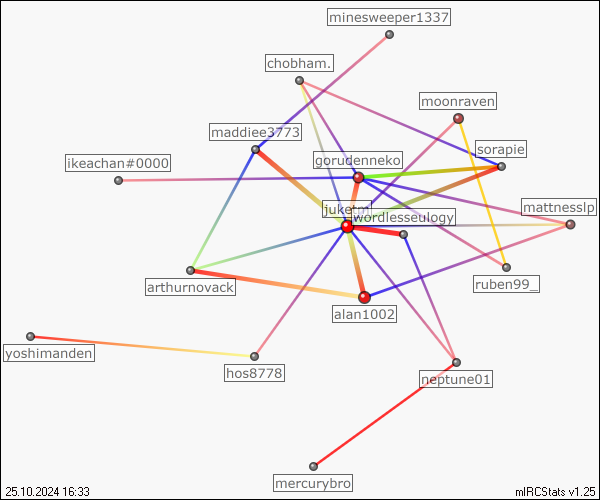 minesweeper1337
chobham.
moonraven
maddiee3773
sorapie
gorudenneko
ikeachan#0000
mattnesslp
wordlesseulogy
ruben99_
arthurnovack
alan1002
yoshimanden
hos8778
neptune01
mercurybro
25.10.2024 16:33
mIRCStats v1.25